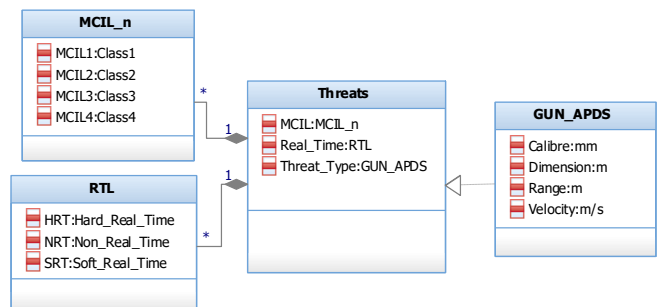 MCIL_n
MCIL1:Class1
MCIL2:Class2
MCIL3:Class3
MCIL4:Class4
*
1
Threats
MCIL:MCIL_n
Real_Time:RTL
Threat_Type:GUN_APDS
GUN_APDS
Calibre:mm
Dimension:m
Range:m
Velocity:m/s
RTL
HRT:Hard_Real_Time
NRT:Non_Real_Time
SRT:Soft_Real_Time
1
*